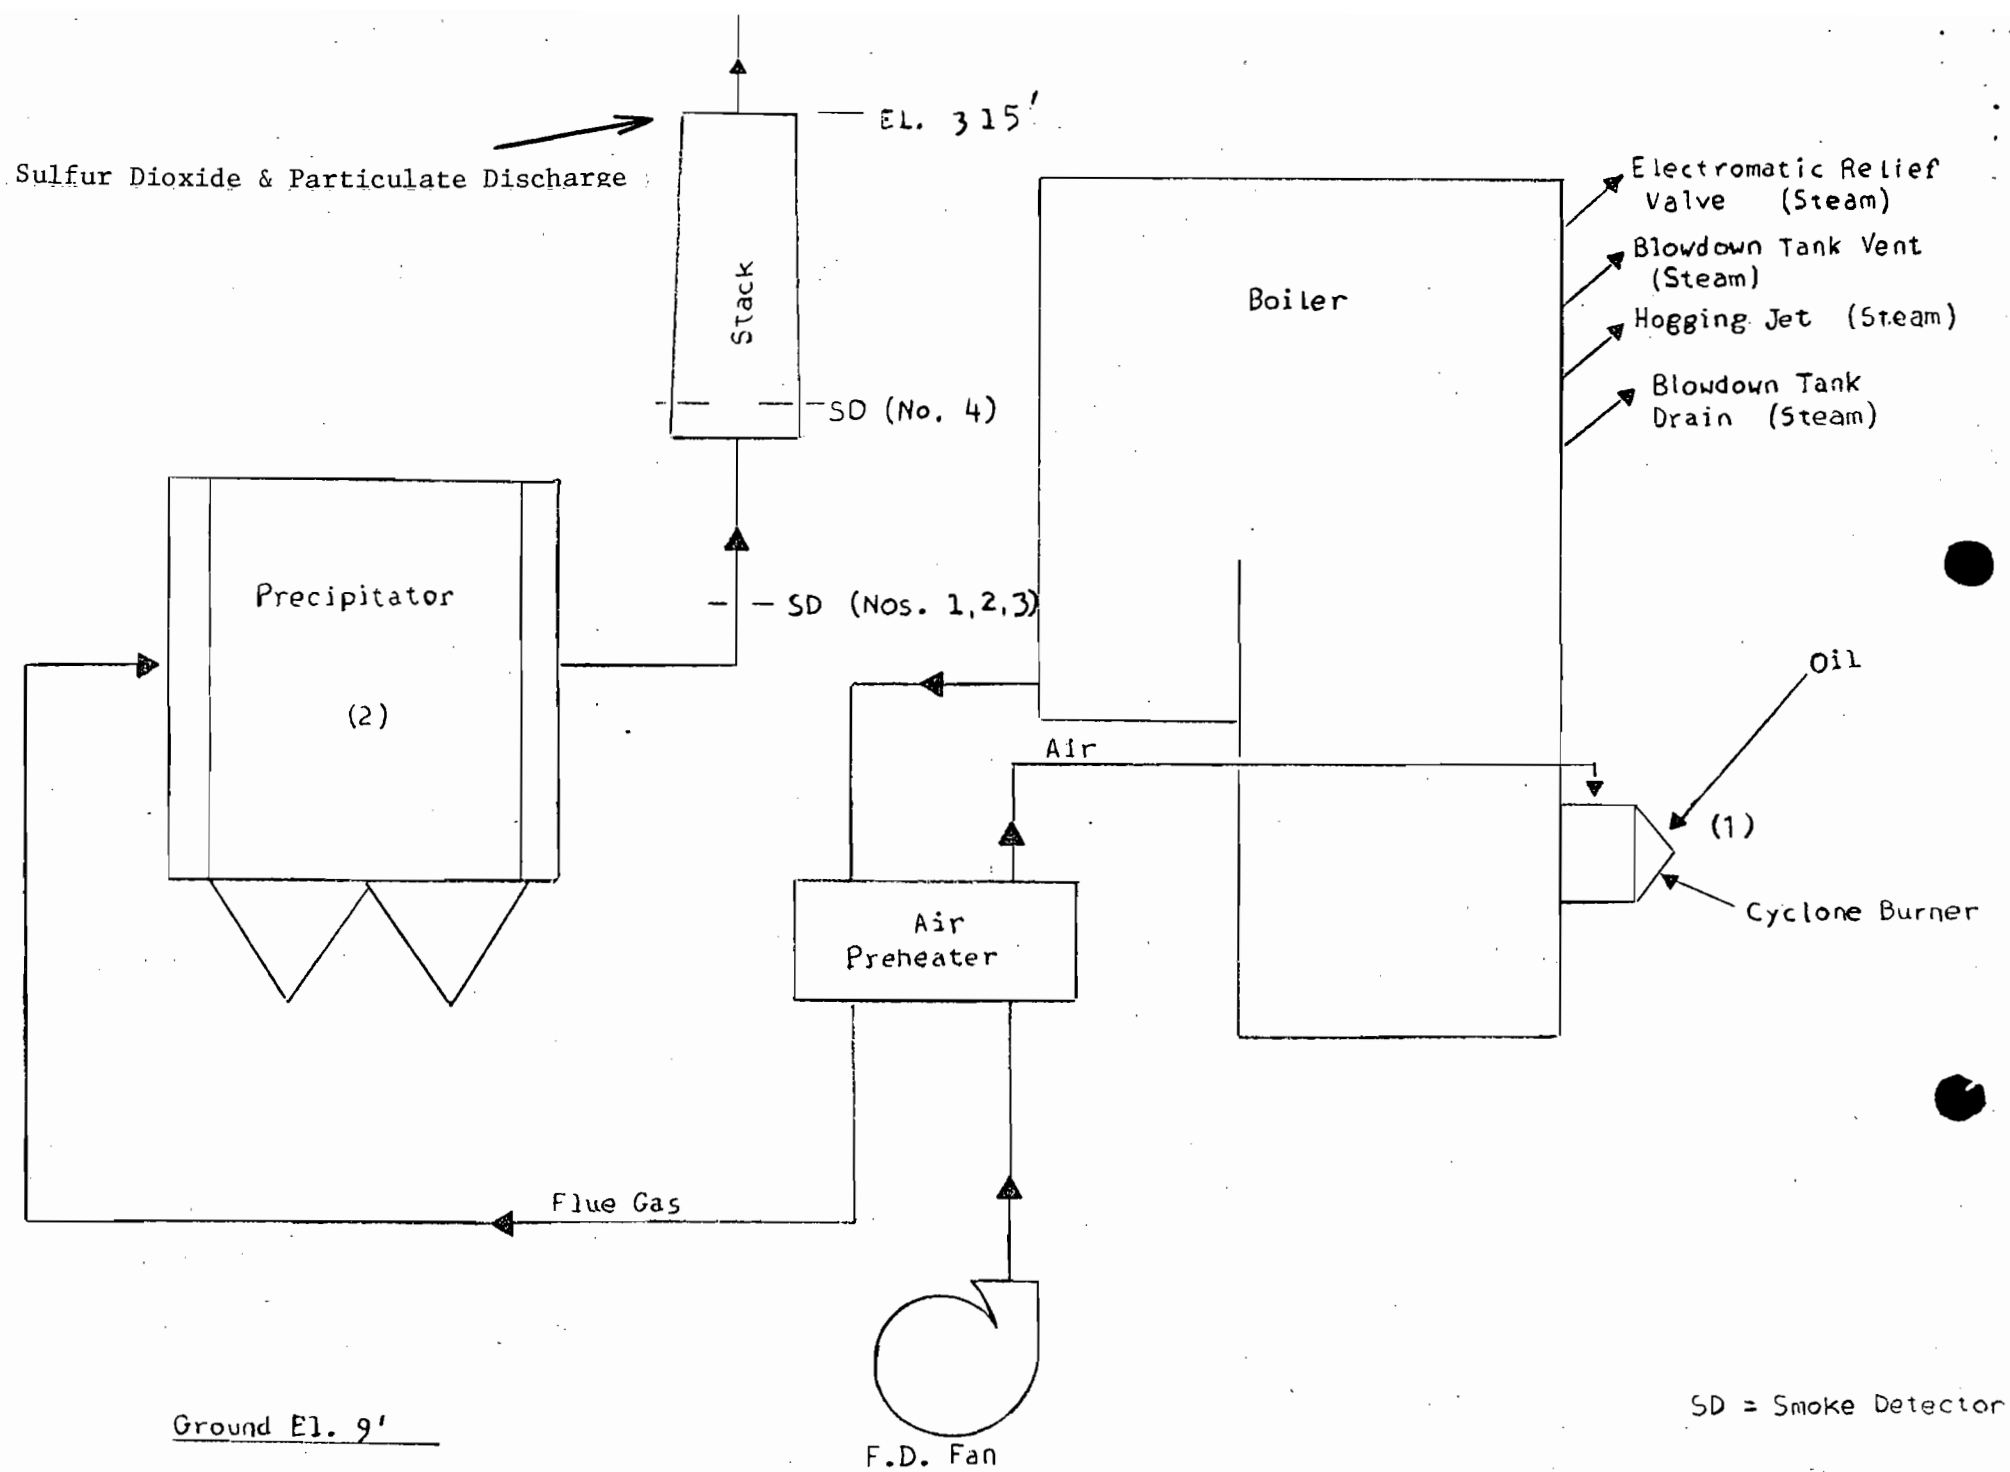 EL. 315'
Sulfur Dioxide & Particulate Discharge
Electromatic Relief
Valve (Steam)
Blowdown Tank Vent
(Steam)
Hogging Jet (Steam)
Blowdown Tank
Drain (Steam)
Boiler
Stack
SD (No. 4)
Precipitator
(2)
SD (Nos. 1,2,3)
Oil
Air
(1)
Cyclone Burner
Air
Preheater
Flue Gas
SD = Smoke Detector
Ground El. 9'
F.D. Fan